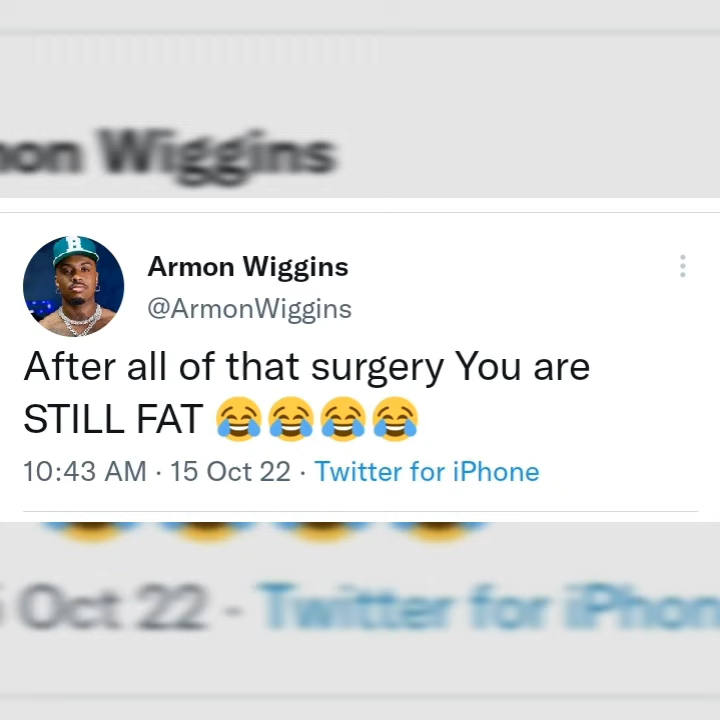 mon Wiggins
Armon Wiggins
@ArmonWiggins
After all of that surgery You are
STILL FAT 😂😂😂😂
10:43 AM · 15 Oct 22 · Twitter for iPhone
Oct 22 - Twitter for iPhon